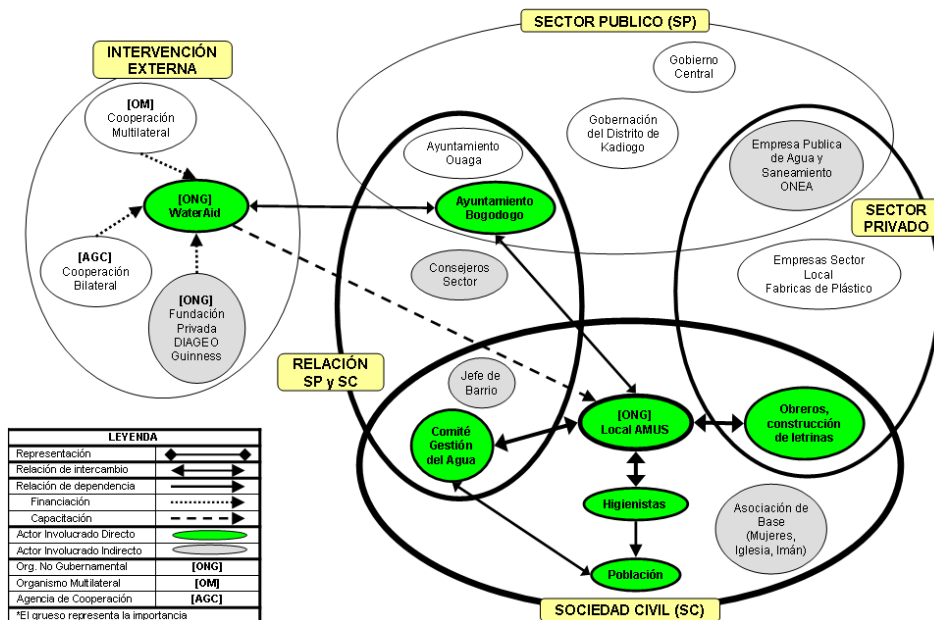 SECTOR PUBLICO (SP)
INTERVENCIÓN
EXTERNA
Gobierno
Central
[OM]
Cooperación
Multilateral
Gobernación
del Distrito de
Kadiogo
Ayuntamiento
Ouaga
Empresa Publica
de Agua y
Saneamiento
ONEA
[ONG]
WaterAid
Ayuntamiento
Bogodogo
SECTOR
PRIVADO
[AGC]
Cooperación
Bilateral
Consejeros
Sector
Empresas Sector
Local
Fabricas de Plástico
[ONG]
Fundación
Privada
DIAGEO
Guinness
RELACIÓN
SP y SC
Jefe de
Barrio
[ONG]
Local AMUS
Obreros,
construcción
de letrinas
Comité
Gestión
del Agua
Higienistas
Asociación de
Base
(Mujeres,
Iglesia, Imán)
Población
SOCIEDAD CIVIL (SC)
LEYENDA
Representación
Relación de intercambio
Relación de dependencia
Financiación
Capacitación
Actor Involucrado Directo
Actor Involucrado Indirecto
Org. No Gubernamental [ONG]
Organismo Multilateral [OM]
Agencia de Cooperación [AGC]
*El grueso representa la importancia